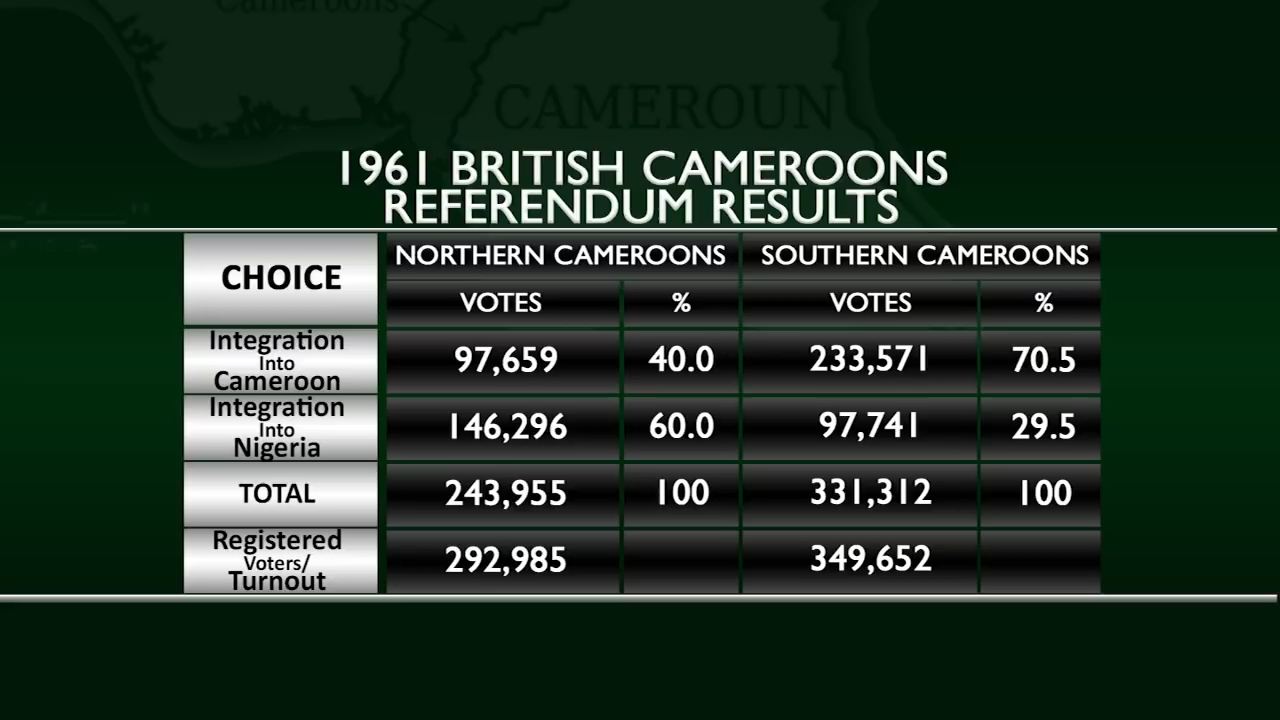 Cameroons
CAMEROUN
1961 BRITISH CAMEROONS
REFERENDUM RESULTS
CHOICE
NORTHERN CAMEROONS SOUTHERN CAMEROONS
VOTES % VOTES %
Integration
Into
Cameroon
97,659 40.0 233,571 70.5
Integration
Into
Nigeria
146,296 60.0 97,741 29.5
TOTAL 243,955 100 331,312 100
Registered
Voters/
Turnout
292,985 349,652